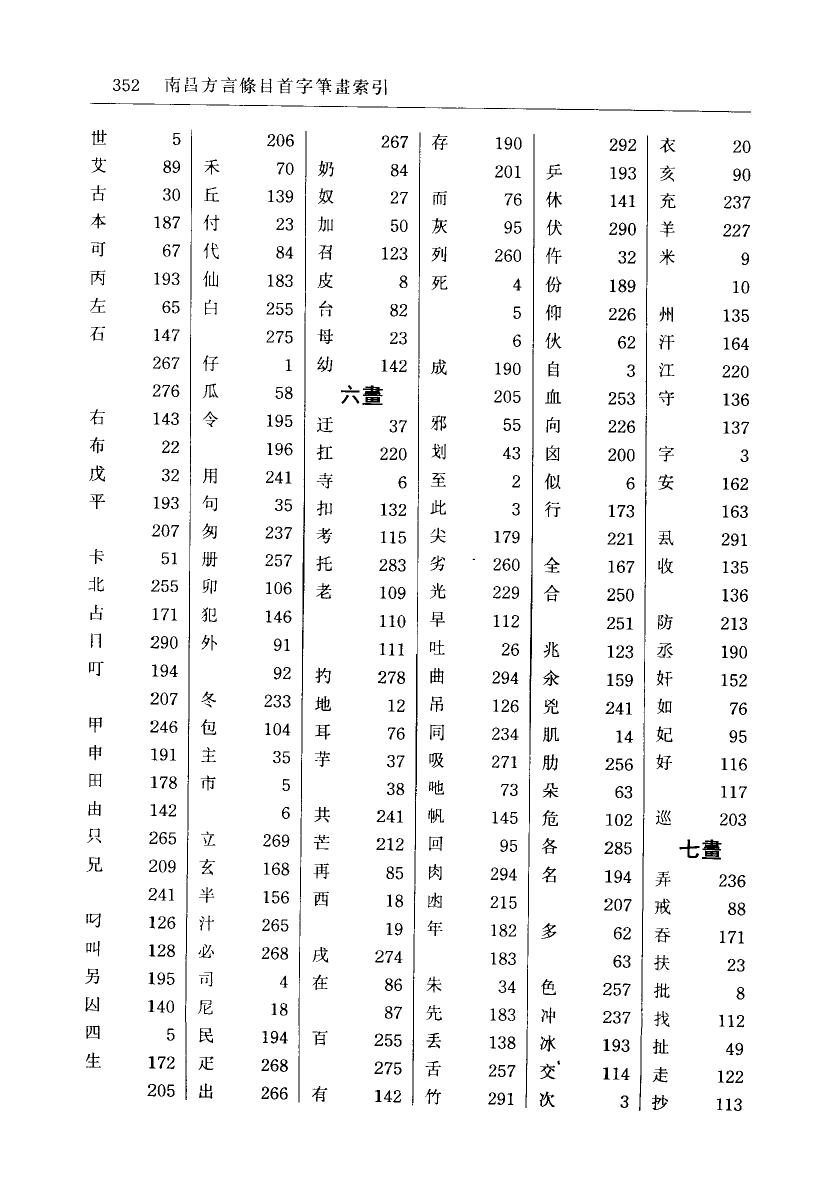 352 南昌方言條目首字筆畫索引
世 5
艾 89
古 30
本 187
可 67
丙 193
左 65
石 147
267
276
右 143
布 22
戊 32
平 193
207
卡 51
北 255
占 171
日 290
叮 194
207
甲 246
申 191
田 178
由 142
只 265
兄 209
241
叼 126
叫 128
另 195
囚 140
四 5
生 172
205
206
禾 70
丘 139
付 23
代 84
仙 183
白 255
275
仔 1
瓜 58
令 195
196
用 241
句 35
匆 237
册 257
卯 106
犯 146
外 91
92
冬 233
包 104
主 35
市 5
6
立 269
玄 168
半 156
汁 265
必 268
司 4
尼 18
民 194
疋 268
出 266
267
奶 84
奴 27
加 50
召 123
皮 8
台 82
母 23
幼 142
六畫
迂 37
扛 220
寺 6
扣 132
考 115
托 283
老 109
110
111
扚 278
地 12
耳 76
芋 37
38
共 241
芒 212
再 85
西 18
19
戌 274
在 86
87
百 255
275
有 142
存 190
201
而 76
灰 95
列 260
死 4
5
6
成 190
205
邪 55
划 43
至 2
此 3
尖 179
劣 260
光 229
早 112
吐 26
曲 294
吊 126
同 234
吸 271
吔 73
帆 145
回 95
肉 294
囪 215
年 182
183
朱 34
先 183
丢 138
舌 257
竹 291
292
乒 193
休 141
伏 290
仵 32
份 189
仰 226
伙 62
自 3
血 253
向 226
囟 200
似 6
行 173
221
全 167
合 250
251
兆 123
汆 159
兇 241
肌 14
肋 256
朵 63
危 102
各 285
名 194
207
多 62
63
色 257
冲 237
冰 193
交 114
次 3
衣 20
亥 90
充 237
羊 227
米 9
10
州 135
汗 164
江 220
守 136
137
字 3
安 162
163
291
收 135
136
防 213
丞 190
奸 152
如 76
妃 95
好 116
117
巡 203
七畫
弄 236
戒 88
吞 171
扶 23
批 8
找 112
扯 49
走 122
抄 113